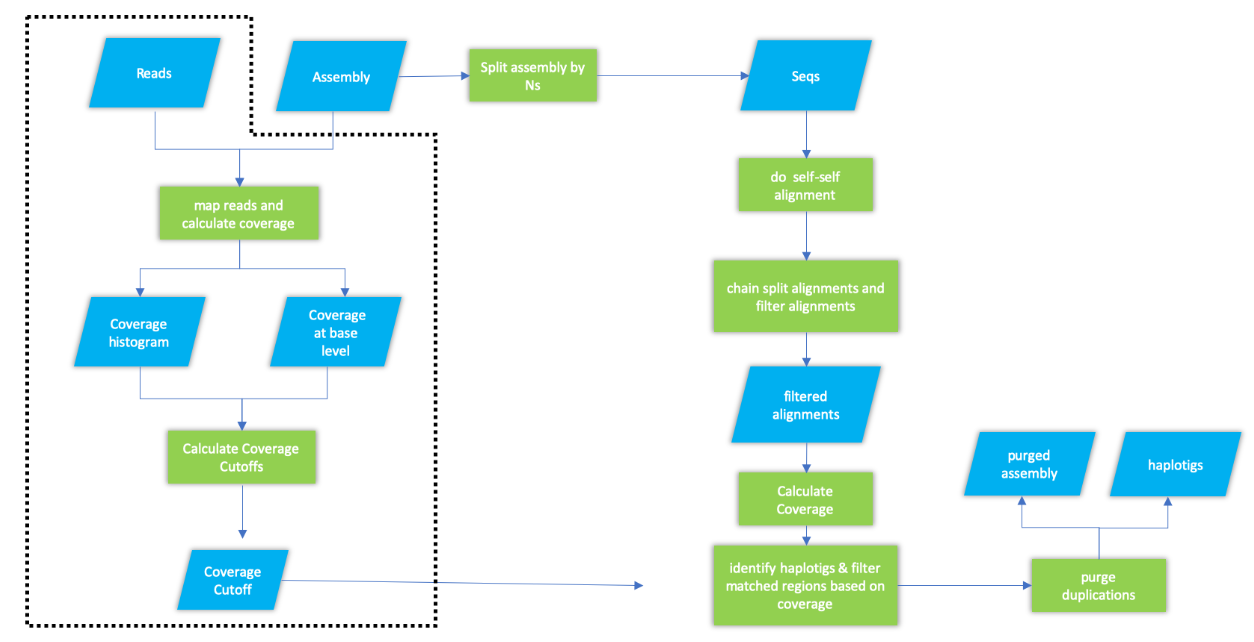 Reads
Assembly
Split assembly by
Ns
Seqs
map reads and
calculate coverage
do self-self
alignment
Coverage
histogram
Coverage
at base
level
chain split alignments and
filter alignments
filtered
alignments
Calculate Coverage
Cutoffs
Calculate
Coverage
purged
assembly
haplotigs
Coverage
Cutoff
identify haplotigs & filter
matched regions based on
coverage
purge
duplications